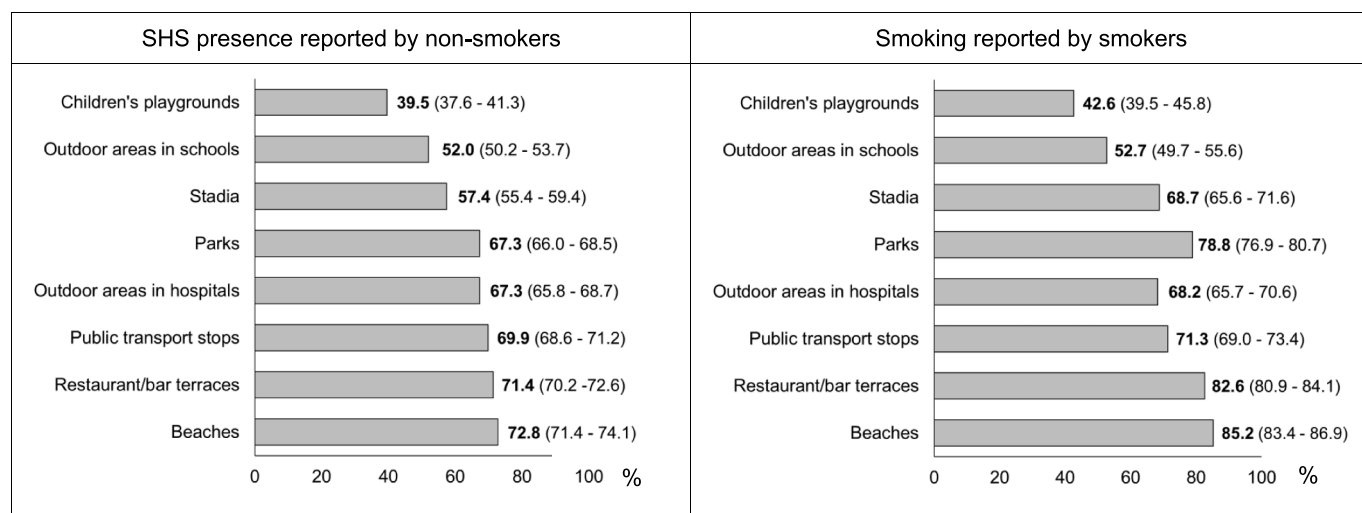 SHS presence reported by non-smokers
Children's playgrounds 39.5 (37.6 - 41.3)
Outdoor areas in schools 52.0 (50.2 - 53.7)
Stadia 57.4 (55.4 - 59.4)
Parks 67.3 (66.0 - 68.5)
Outdoor areas in hospitals 67.3 (65.8 - 68.7)
Public transport stops 69.9 (68.6 - 71.2)
Restaurant/bar terraces 71.4 (70.2 -72.6)
Beaches 72.8 (71.4 - 74.1)
0 20 40 60 80 100 %
Smoking reported by smokers
Children's playgrounds 42.6 (39.5 - 45.8)
Outdoor areas in schools 52.7 (49.7 - 55.6)
Stadia 68.7 (65.6 - 71.6)
Parks 78.8 (76.9 - 80.7)
Outdoor areas in hospitals 68.2 (65.7 - 70.6)
Public transport stops 71.3 (69.0 - 73.4)
Restaurant/bar terraces 82.6 (80.9 - 84.1)
Beaches 85.2 (83.4 - 86.9)
0 20 40 60 80 100 %